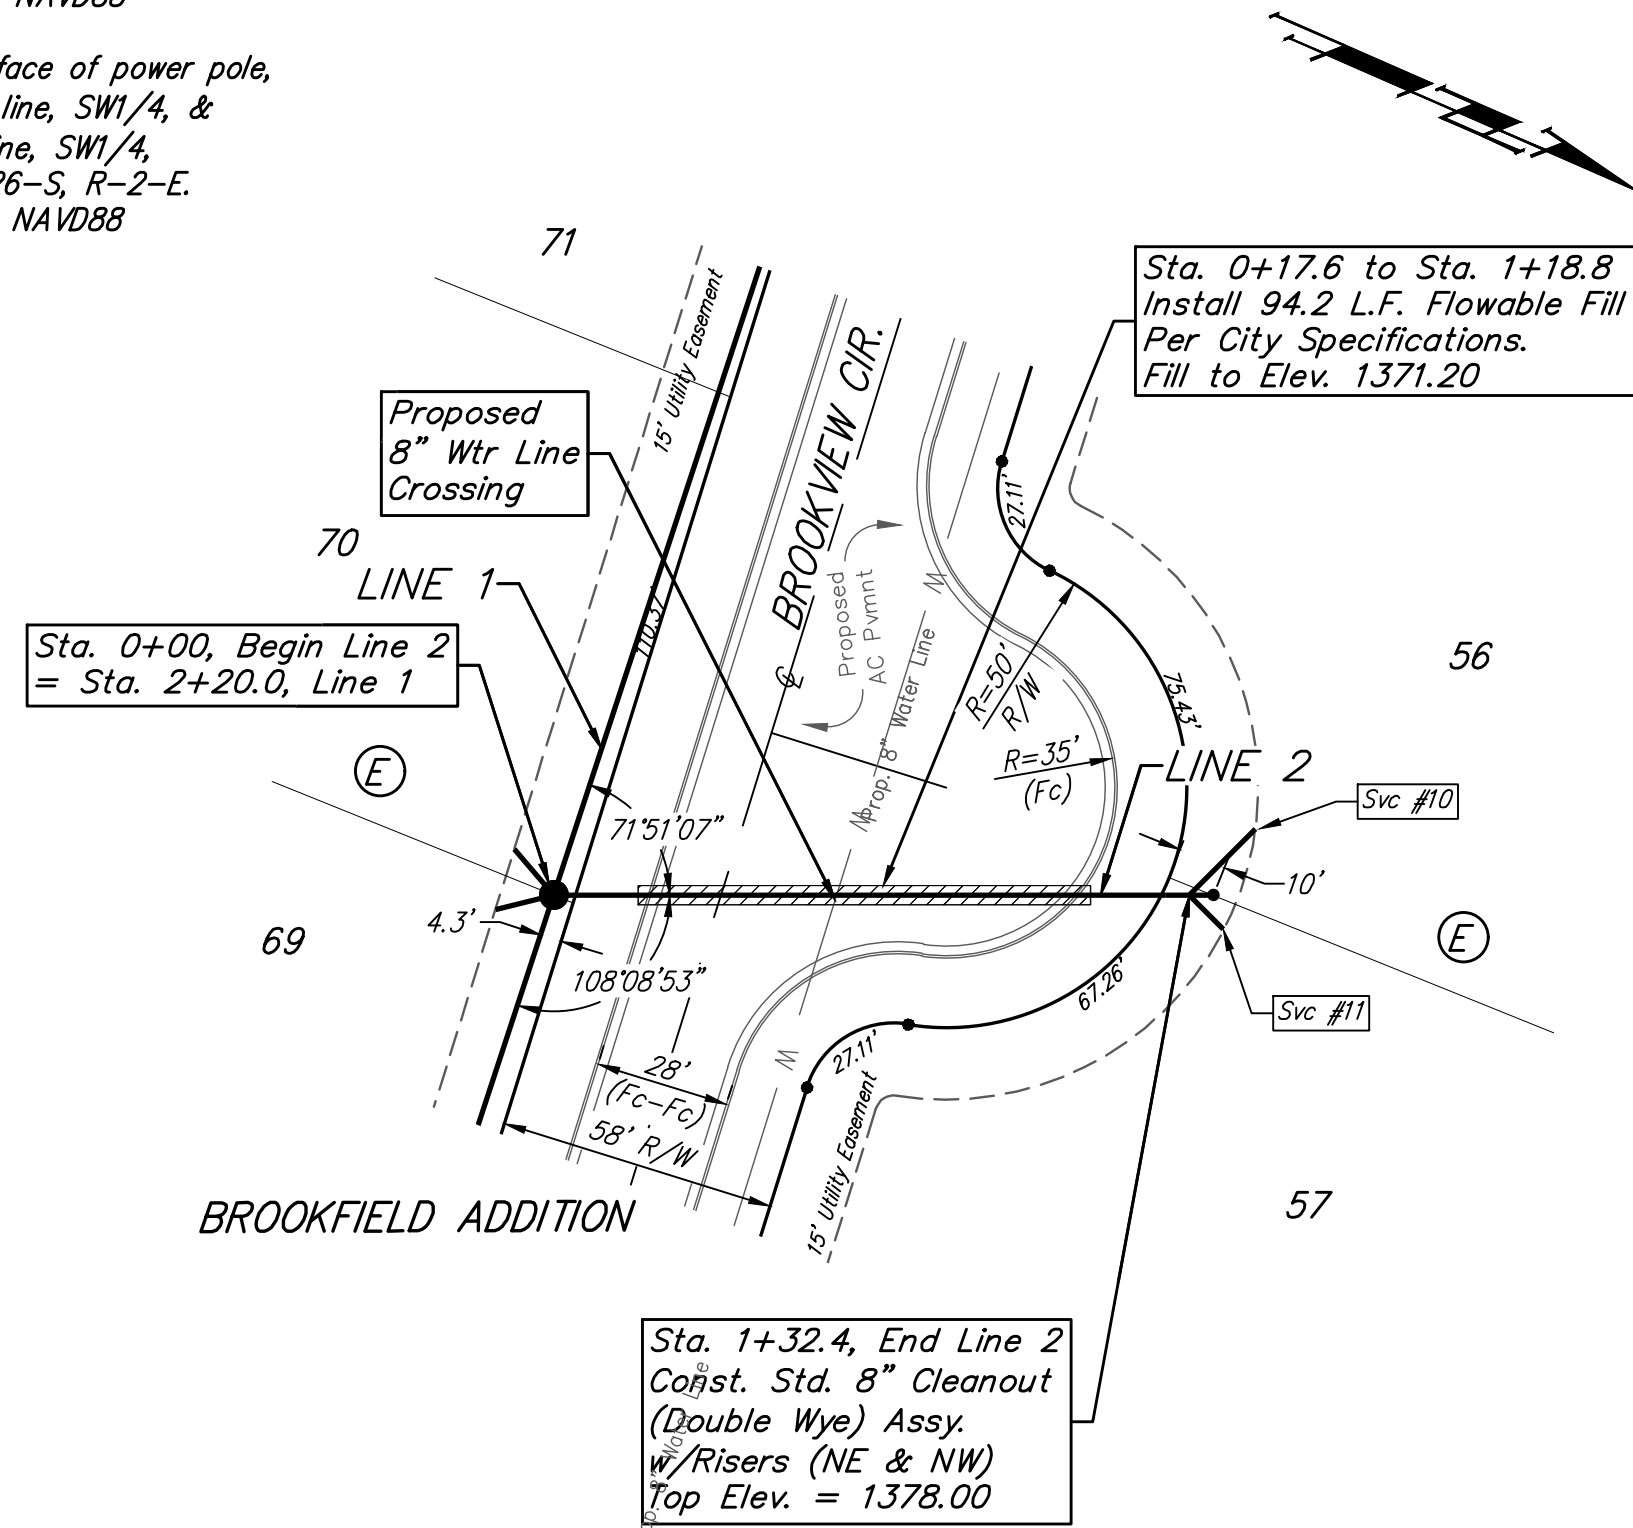 NAVD88
face of power pole,
line, SW1/4, &
ine, SW1/4,
26-S, R-2-E.
NAVD88
71
15' Utility Easement
Sta. 0+17.6 to Sta. 1+18.8
Install 94.2 L.F. Flowable Fill
Per City Specifications.
Fill to Elev. 1371.20
Proposed
8" Wtr Line
Crossing
BROOKVIEW CIR.
27.11'
70
LINE 1
110.37'
Proposed
AC Pvmnt
W
Prop. 8" Water Line
R=50'
R/W
75.43'
56
Sta. 0+00, Begin Line 2
= Sta. 2+20.0, Line 1
E
R=35'
(Fc)
LINE 2
Svc #10
71°51'07"
W
10'
4.3'
69
108°08'53"
67.26'
E
Svc #11
28'
(Fc-Fc)
W
27.11'
58' R/W
15' Utility Easement
57
BROOKFIELD ADDITION
Sta. 1+32.4, End Line 2
Const. Std. 8" Cleanout
(Double Wye) Assy.
w/Risers (NE & NW)
Top Elev. = 1378.00
op. 8" Water Line